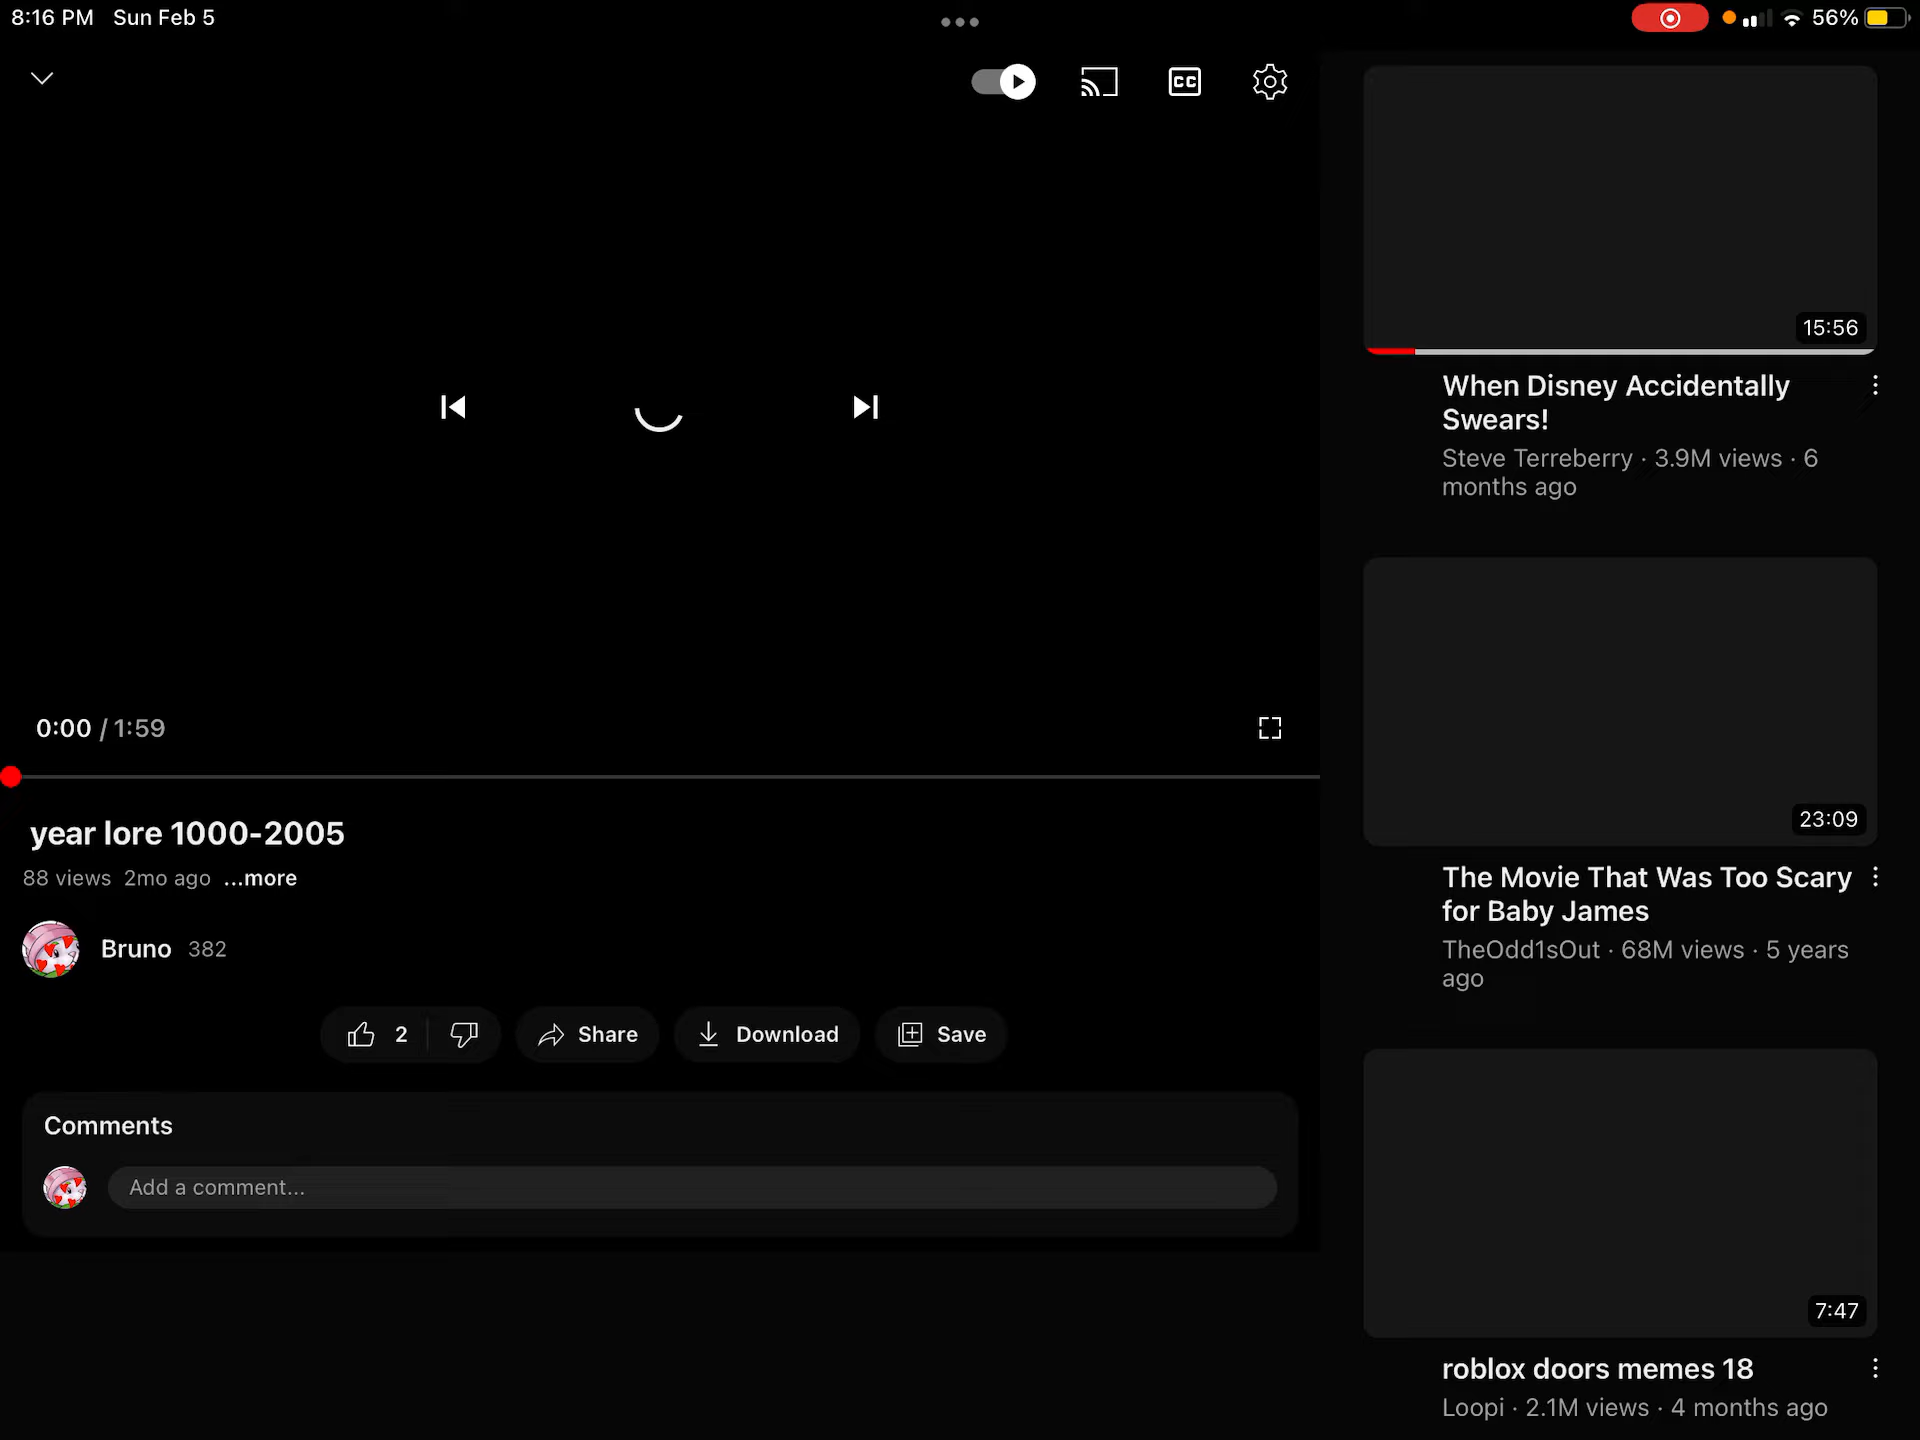 8:16 PM Sun Feb 5
56%
CC
0:00 / 1:59
year lore 1000-2005
88 views 2mo ago ...more
Bruno 382
2
Share
Download
Save
Comments
Add a comment...
15:56
When Disney Accidentally
Swears!
Steve Terreberry · 3.9M views · 6
months ago
23:09
The Movie That Was Too Scary
for Baby James
TheOdd1sOut · 68M views · 5 years
ago
7:47
roblox doors memes 18
Loopi · 2.1M views · 4 months ago